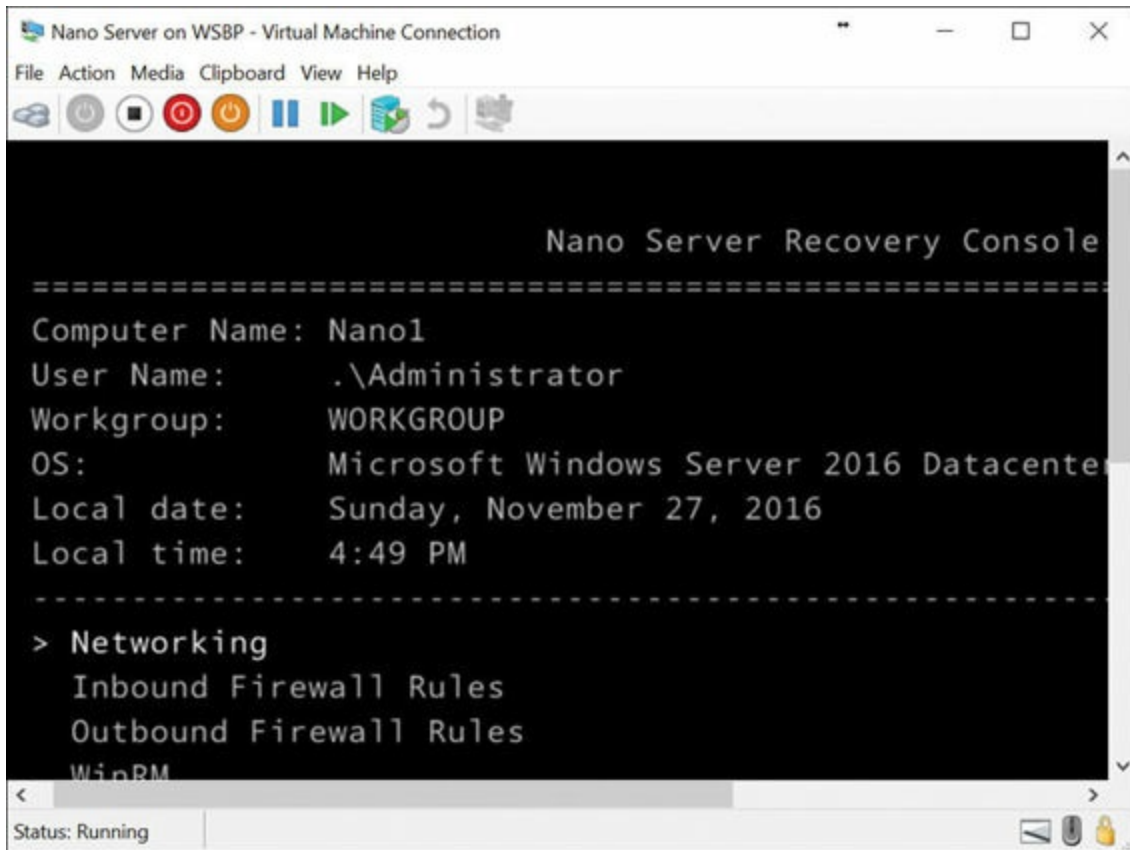 Nano Server on WSBP - Virtual Machine Connection
File Action Media Clipboard View Help
Nano Server Recovery Console
=======================================================
Computer Name: Nano1
User Name: .\Administrator
Workgroup: WORKGROUP
OS: Microsoft Windows Server 2016 Datacenter
Local date: Sunday, November 27, 2016
Local time: 4:49 PM
-------------------------------------------------------
> Networking
Inbound Firewall Rules
Outbound Firewall Rules
WinRM
Status: Running